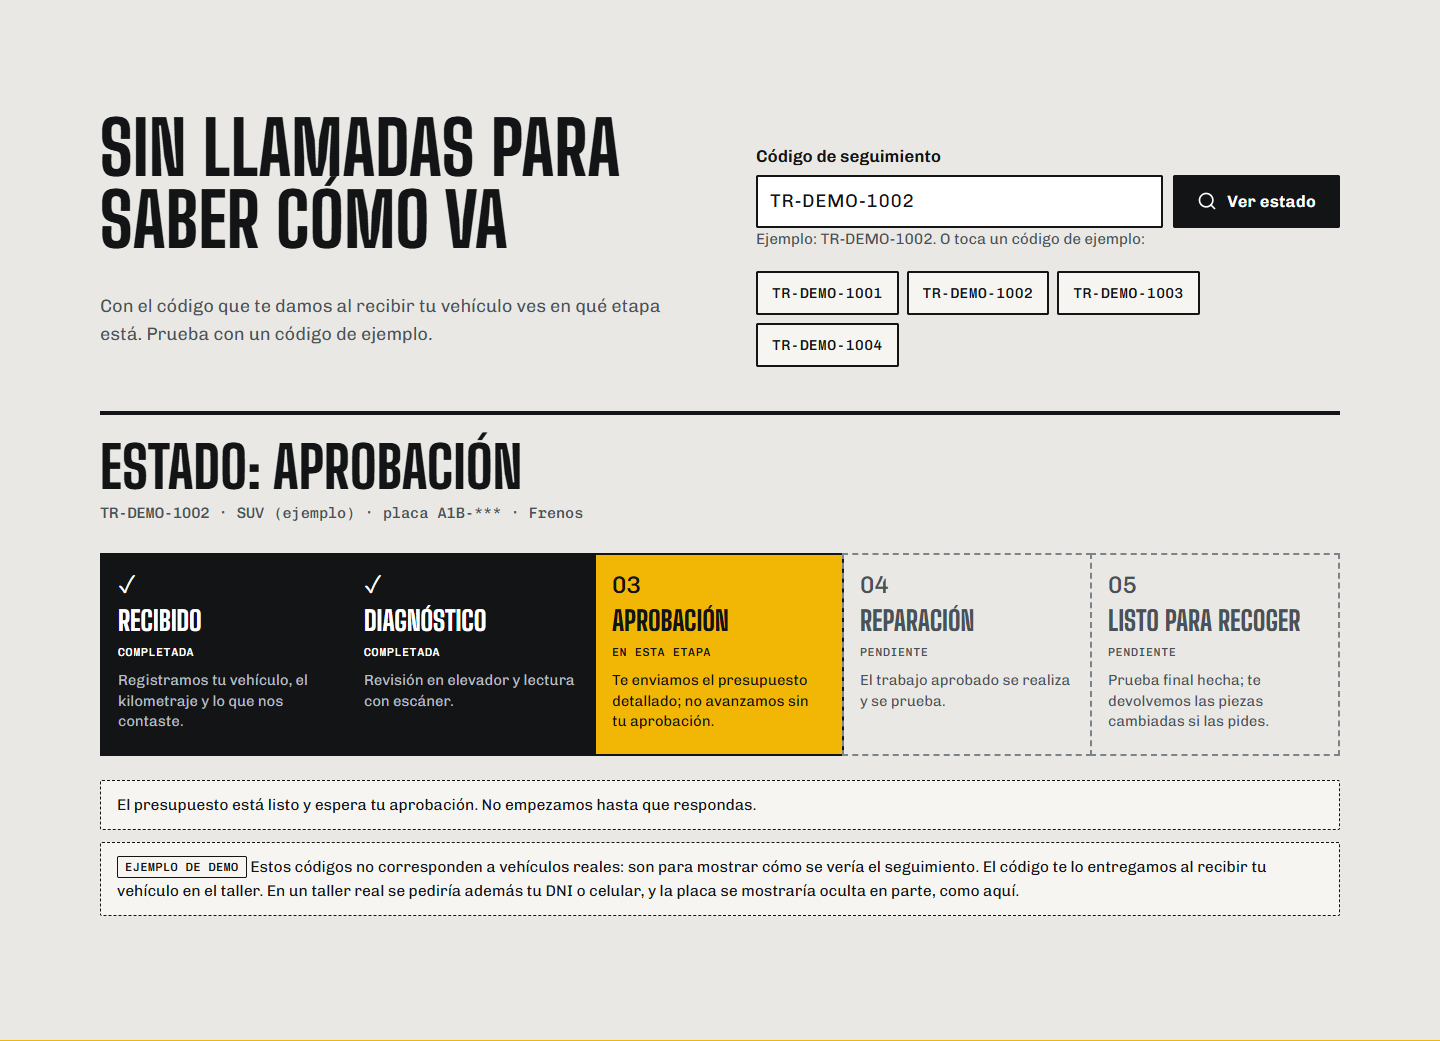 SIN LLAMADAS PARA
SABER CÓMO VA
Con el código que te damos al recibir tu vehículo ves en qué etapa
está. Prueba con un código de ejemplo.
Código de seguimiento
TR-DEMO-1002
Ver estado
Ejemplo: TR-DEMO-1002. O toca un código de ejemplo:
TR-DEMO-1001
TR-DEMO-1002
TR-DEMO-1003
TR-DEMO-1004
ESTADO: APROBACIÓN
TR-DEMO-1002 · SUV (ejemplo) · placa A1B-*** · Frenos
✓
RECIBIDO
COMPLETADA
Registramos tu vehículo, el
kilometraje y lo que nos
contaste.
✓
DIAGNÓSTICO
COMPLETADA
Revisión en elevador y lectura
con escáner.
03
APROBACIÓN
EN ESTA ETAPA
Te enviamos el presupuesto
detallado; no avanzamos sin
tu aprobación.
04
REPARACIÓN
PENDIENTE
El trabajo aprobado se realiza
y se prueba.
05
LISTO PARA RECOGER
PENDIENTE
Prueba final hecha; te
devolvemos las piezas
cambiadas si las pides.
El presupuesto está listo y espera tu aprobación. No empezamos hasta que respondas.
EJEMPLO DE DEMO Estos códigos no corresponden a vehículos reales: son para mostrar cómo se vería el seguimiento. El código te lo entregamos al recibir tu
vehículo en el taller. En un taller real se pediría además tu DNI o celular, y la placa se mostraría oculta en parte, como aquí.